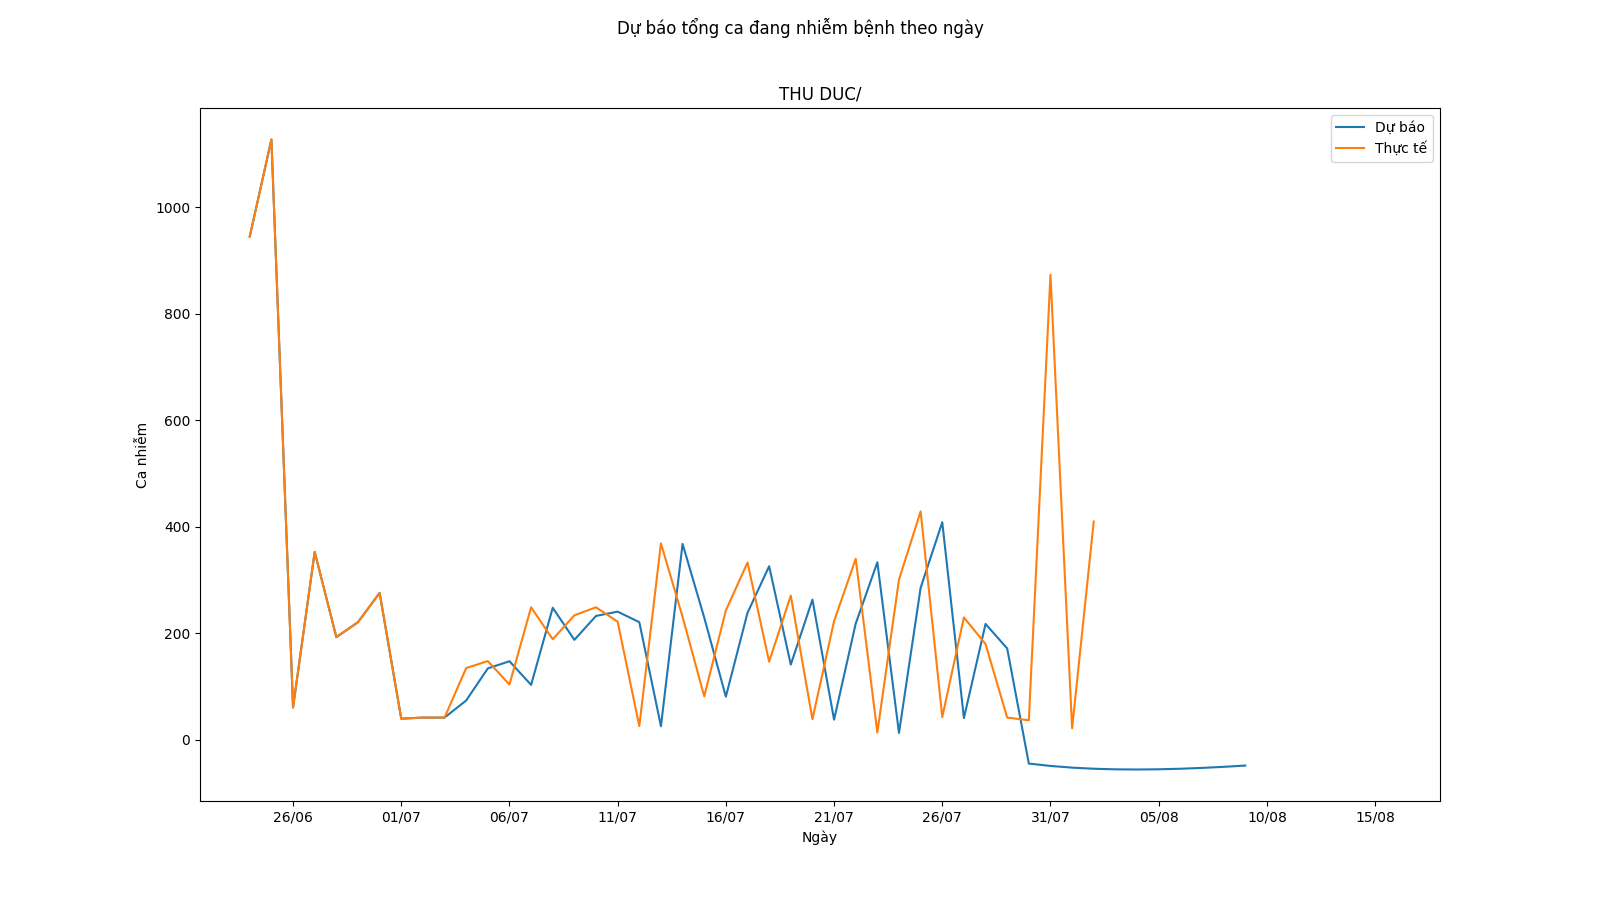 Dự báo tổng ca đang nhiễm bệnh theo ngày
THU DUC/
Dự báo
Thực tế
1000
800
600
400
200
0
Ca nhiễm
26/06 01/07 06/07 11/07 16/07 21/07 26/07 31/07 05/08 10/08 15/08
Ngày